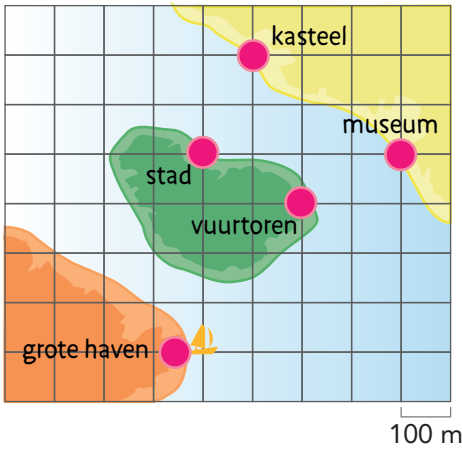 kasteel
museum
stad
vuurtoren
grote haven
100 m